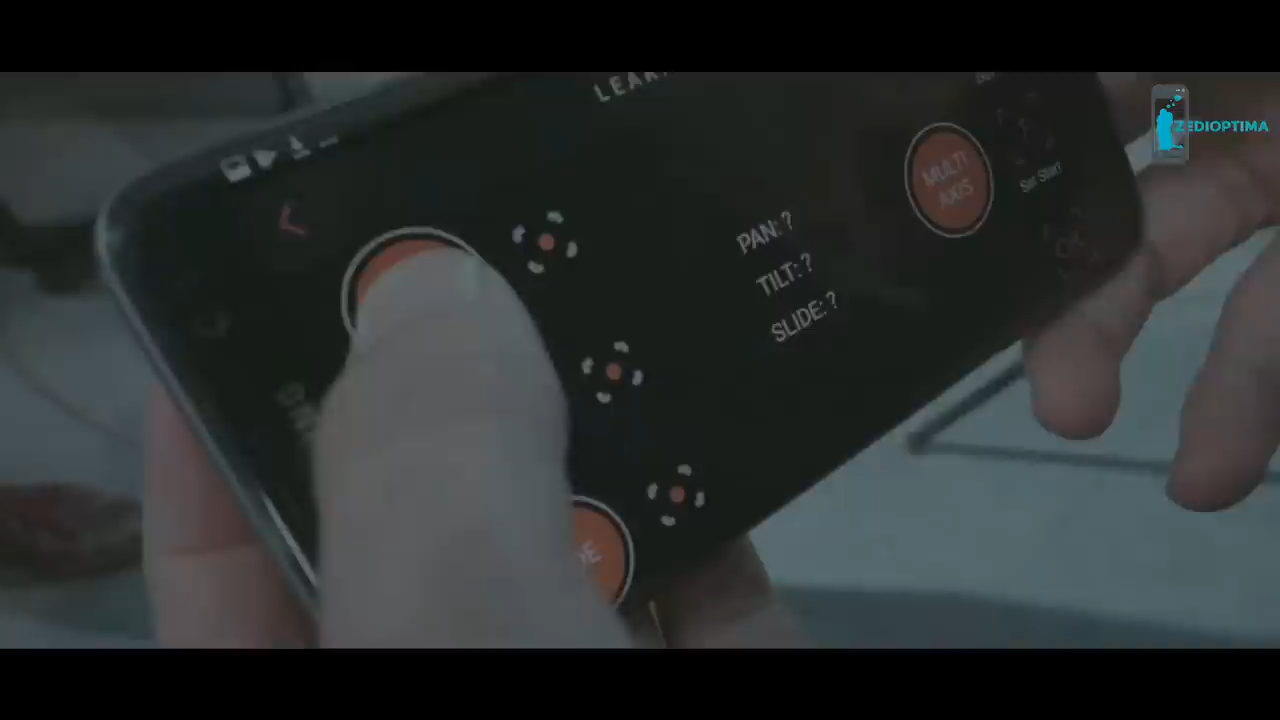 ZEDIOPTIMA
LEAR
MULTI
AXIS
Set Start
PAN: ?
TILT: ?
SLIDE: ?